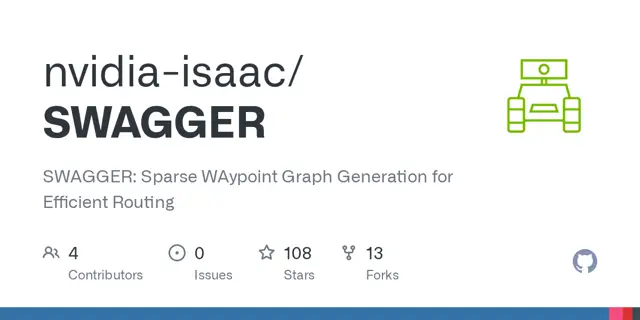 nvidia-isaac/
SWAGGER
SWAGGER: Sparse WAypoint Graph Generation for
Efficient Routing
4 0 108 13
Contributors Issues Stars Forks